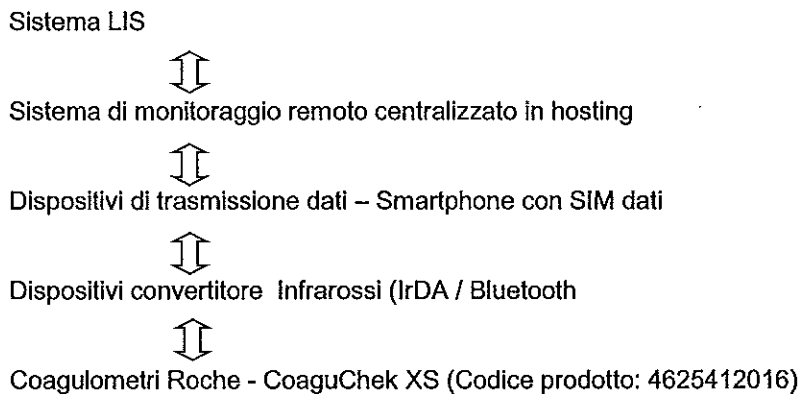 Sistema LIS
Sistema di monitoraggio remoto centralizzato in hosting
Dispositivi di trasmissione dati – Smartphone con SIM dati
Dispositivi convertitore Infrarossi (IrDA / Bluetooth
Coagulometri Roche - CoaguChek XS (Codice prodotto: 4625412016)